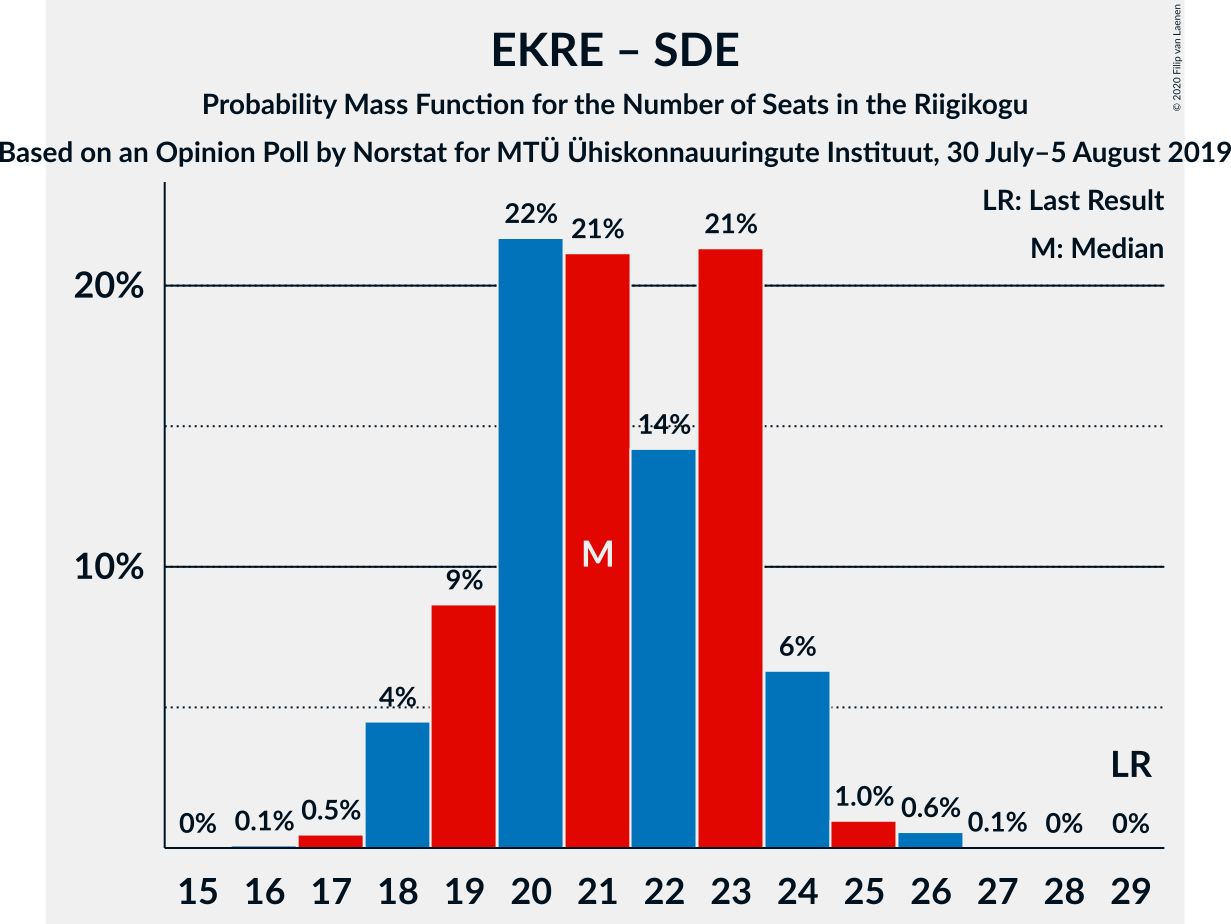 EKRE – SDE
Probability Mass Function for the Number of Seats in the Riigikogu
Based on an Opinion Poll by Norstat for MTÜ Ühiskonnauuringute Instituut, 30 July–5 August 2019
© 2020 Filip van Laenen
LR: Last Result
M: Median
20%
10%
0%
0.1%
0.5%
4%
9%
22%
21%
14%
21%
6%
1.0%
0.6%
0.1%
0%
0%
M
LR
15 16 17 18 19 20 21 22 23 24 25 26 27 28 29